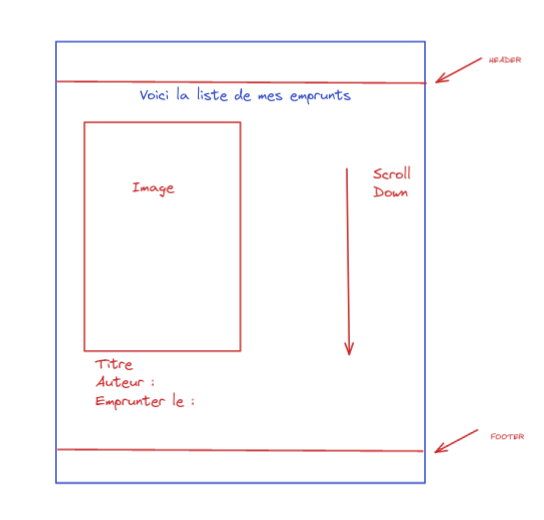 HEADER
Voici la liste de mes emprunts
Image
Scroll
Down
Titre
Auteur :
Emprunter le :
FOOTER